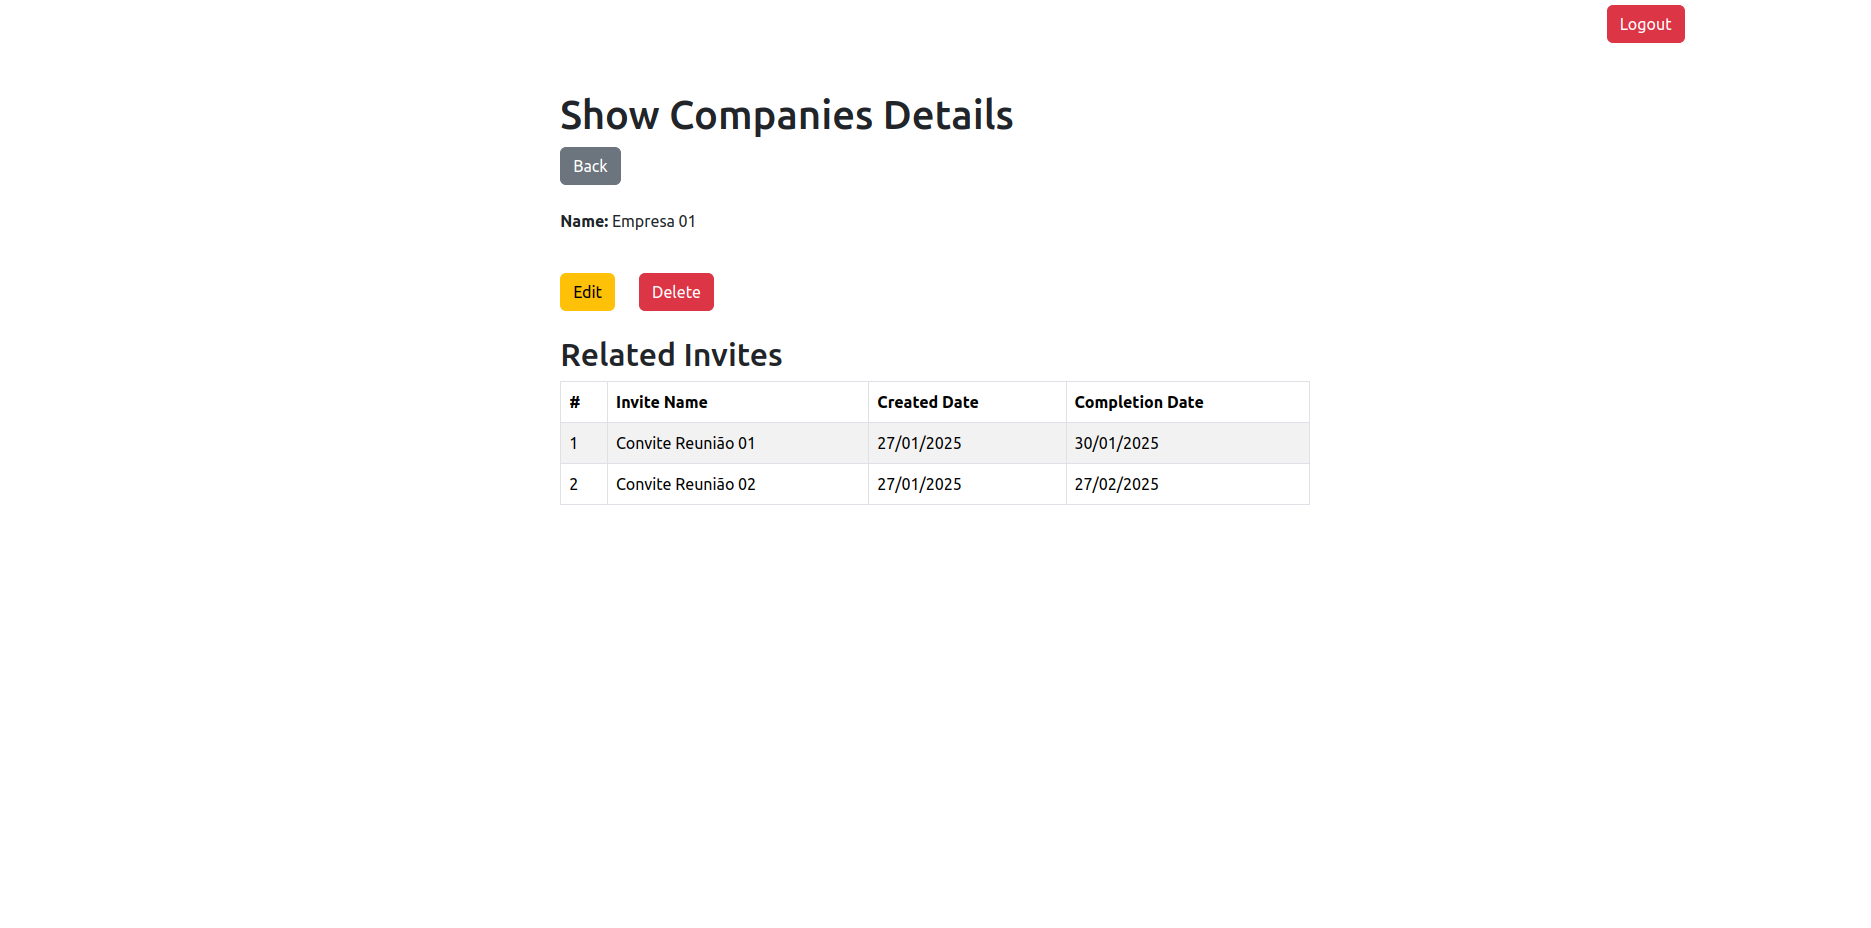 Logout
Show Companies Details
Back
Name: Empresa 01
Edit Delete
Related Invites
# Invite Name Created Date Completion Date
1 Convite Reunião 01 27/01/2025 30/01/2025
2 Convite Reunião 02 27/01/2025 27/02/2025